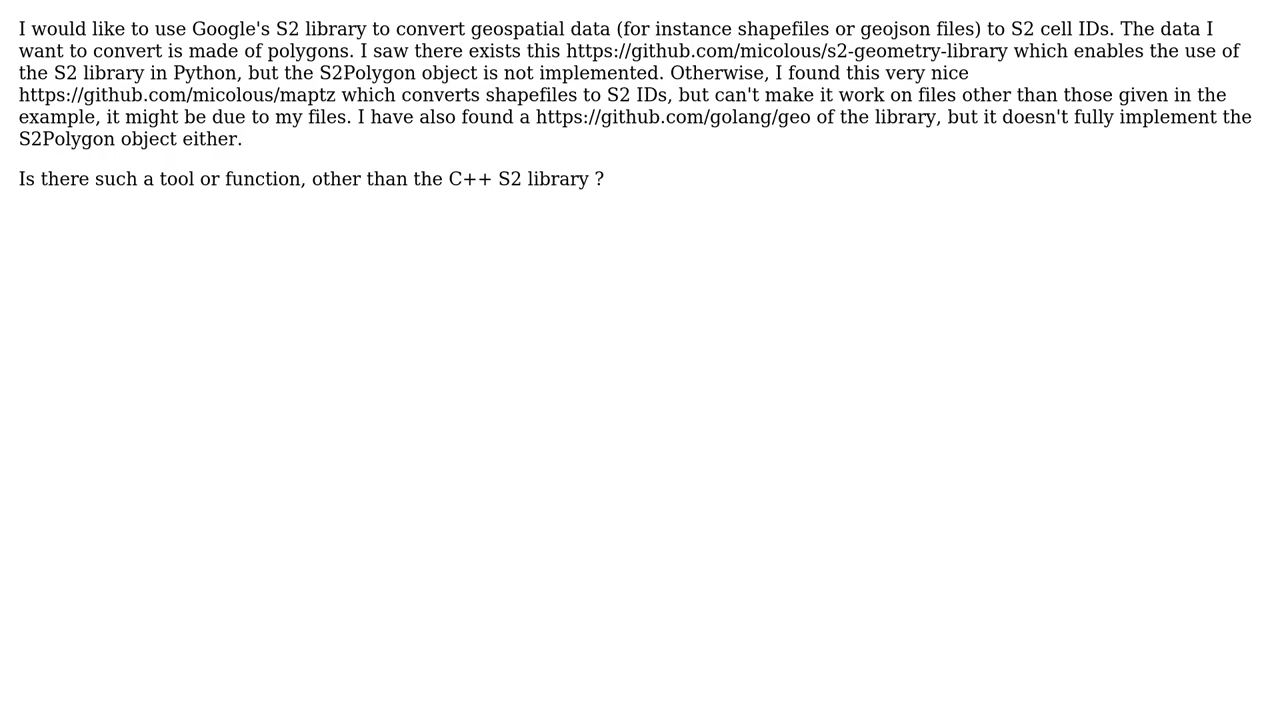 I would like to use Google's S2 library to convert geospatial data (for instance shapefiles or geojson files) to S2 cell IDs. The data I
want to convert is made of polygons. I saw there exists this https://github.com/micolous/s2-geometry-library which enables the use of
the S2 library in Python, but the S2Polygon object is not implemented. Otherwise, I found this very nice
https://github.com/micolous/maptz which converts shapefiles to S2 IDs, but can't make it work on files other than those given in the
example, it might be due to my files. I have also found a https://github.com/golang/geo of the library, but it doesn't fully implement the
S2Polygon object either.
Is there such a tool or function, other than the C++ S2 library ?